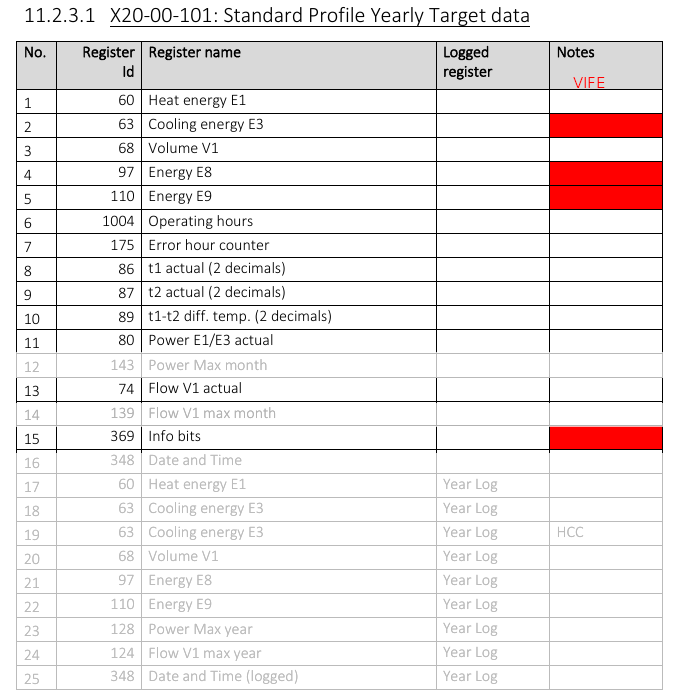 11.2.3.1 X20-00-101: Standard Profile Yearly Target data
No. Register Id Register name Logged register Notes VIFE
1 60 Heat energy E1
2 63 Cooling energy E3
3 68 Volume V1
4 97 Energy E8
5 110 Energy E9
6 1004 Operating hours
7 175 Error hour counter
8 86 t1 actual (2 decimals)
9 87 t2 actual (2 decimals)
10 89 t1-t2 diff. temp. (2 decimals)
11 80 Power E1/E3 actual
12 143 Power Max month
13 74 Flow V1 actual
14 139 Flow V1 max month
15 369 Info bits
16 348 Date and Time
17 60 Heat energy E1 Year Log
18 63 Cooling energy E3 Year Log
19 63 Cooling energy E3 Year Log HCC
20 68 Volume V1 Year Log
21 97 Energy E8 Year Log
22 110 Energy E9 Year Log
23 128 Power Max year Year Log
24 124 Flow V1 max year Year Log
25 348 Date and Time (logged) Year Log